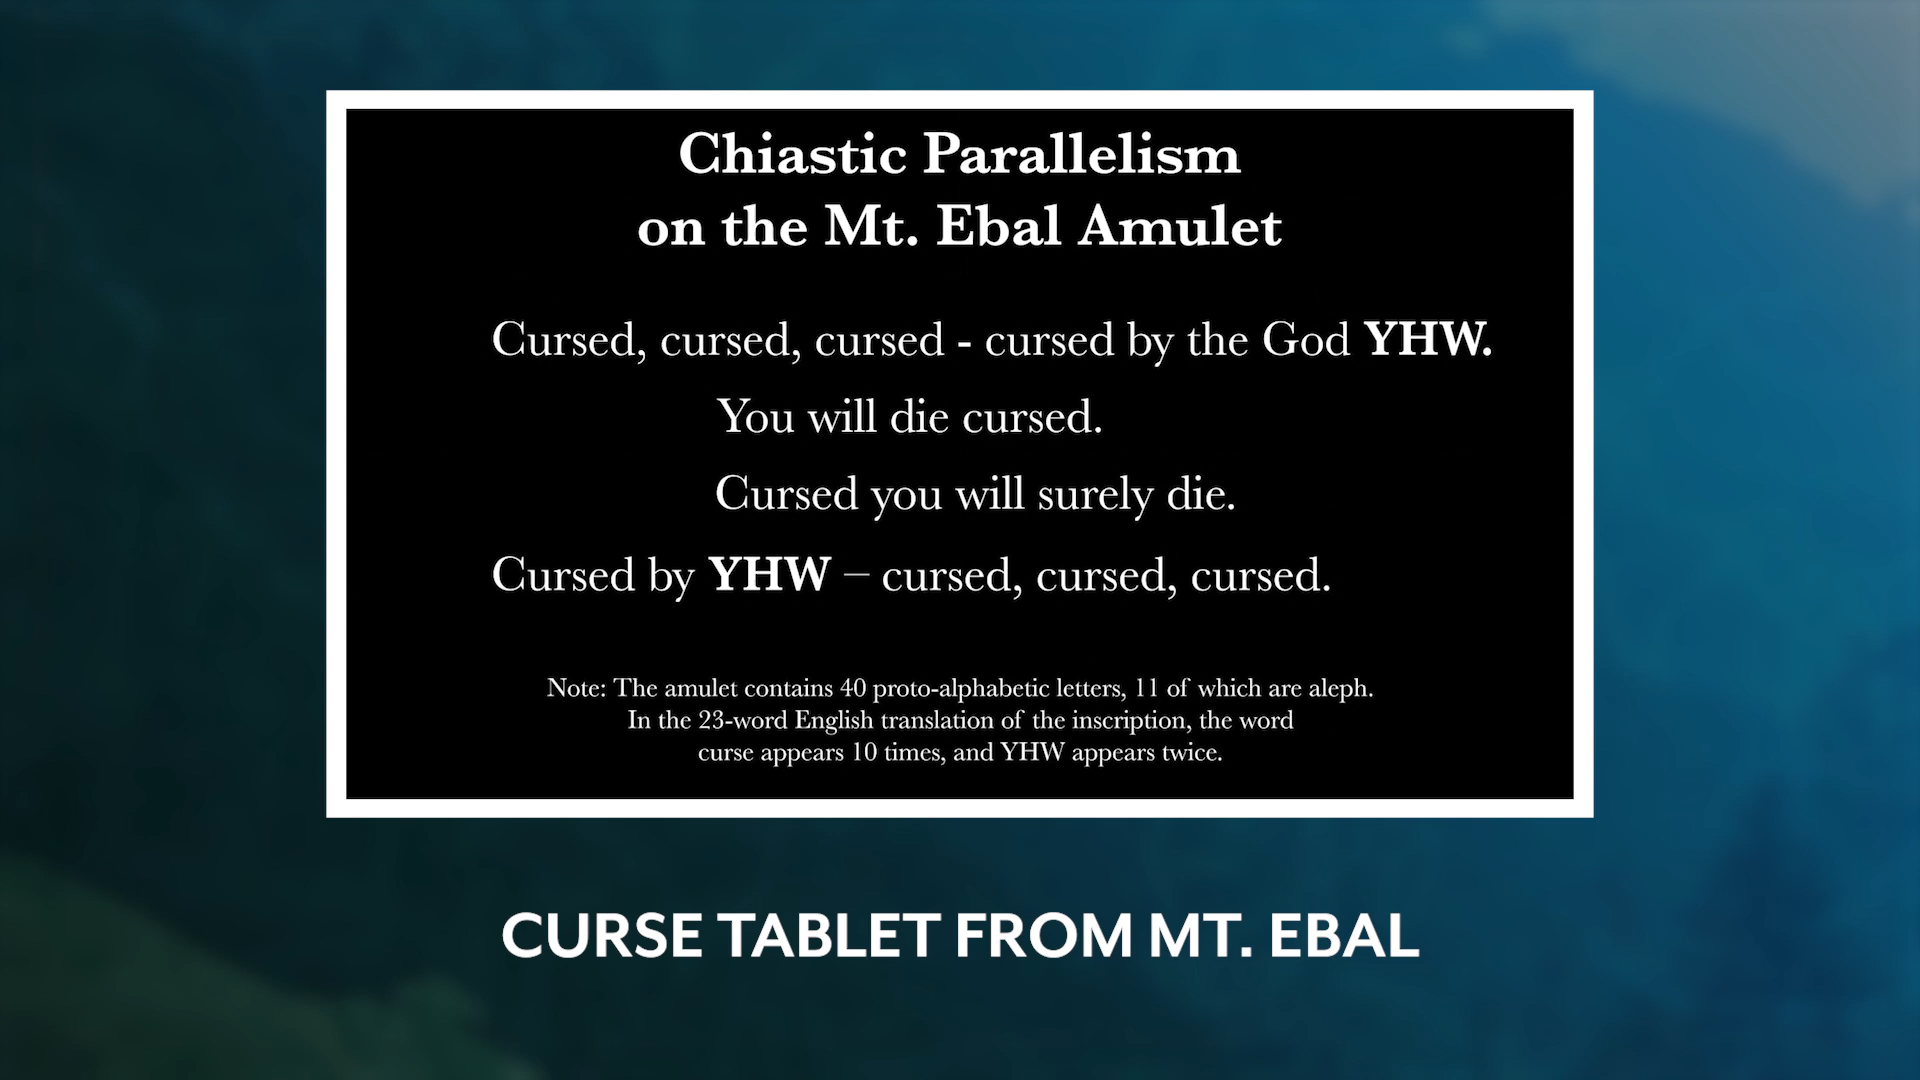 Chiastic Parallelism
on the Mt. Ebal Amulet
Cursed, cursed, cursed - cursed by the God YHW.
You will die cursed.
Cursed you will surely die.
Cursed by YHW – cursed, cursed, cursed.
Note: The amulet contains 40 proto-alphabetic letters, 11 of which are aleph.
In the 23-word English translation of the inscription, the word
curse appears 10 times, and YHW appears twice.
CURSE TABLET FROM MT. EBAL